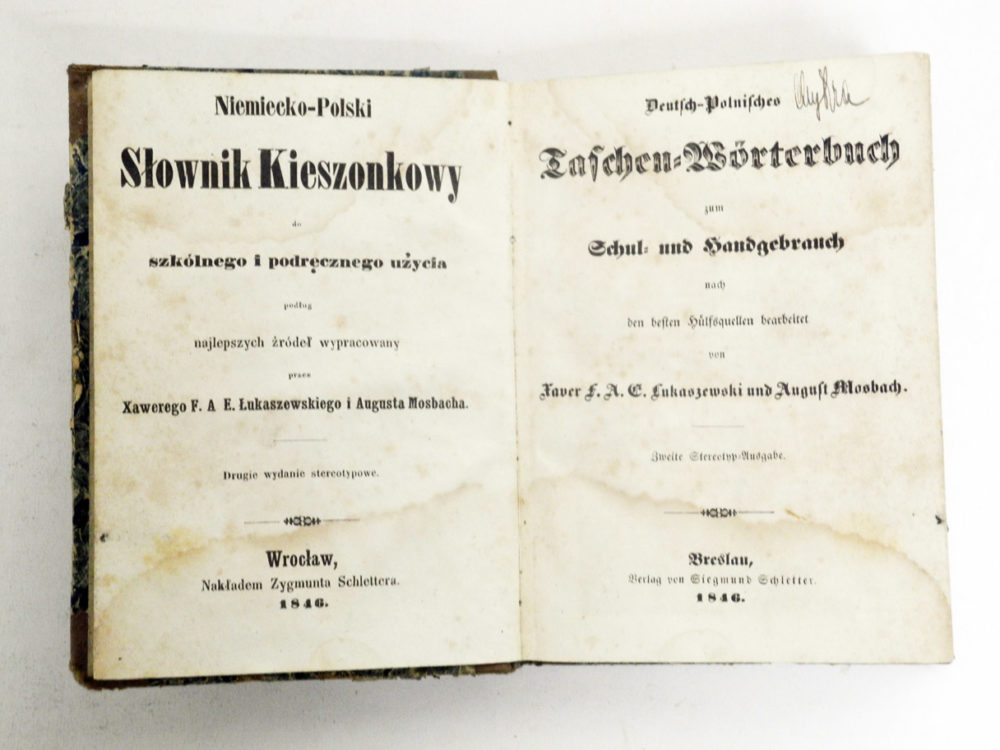 Niemiecko-Polski
Słownik Kieszonkowy
do
szkólnego i podręcznego użycia
podług
najlepszych źródeł wypracowany
przez
Xawerego F. A E. Łukaszewskiego i Augusta Mosbacha.
Drugie wydanie stereotypowe.
Wrocław,
Nakładem Zygmunta Schlettera.
1846.
Deutsch-Polnisches
Taschen-Wörterbuch
zum
Schul- und Handgebrauch
nach
den besten Hülfsquellen bearbeitet
von
Xaver F. A. E. Łukaszewski und August Mosbach.
Zweite Stereotyp-Ausgabe.
Breslau,
Verlag von Siegmund Schletter.
1846.